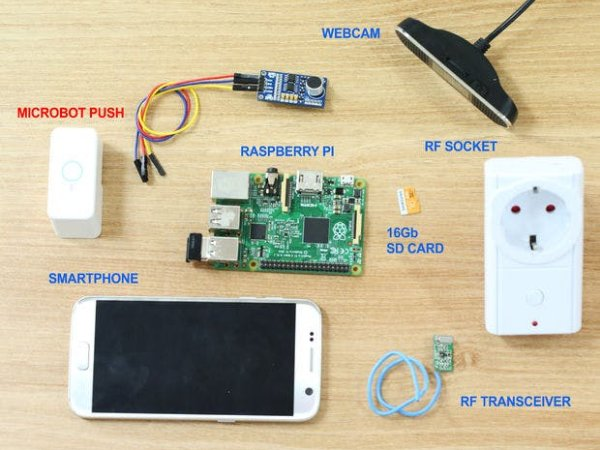 WEBCAM
MICROBOT PUSH
RASPBERRY PI
RF SOCKET
16Gb
SD CARD
SMARTPHONE
RF TRANSCEIVER